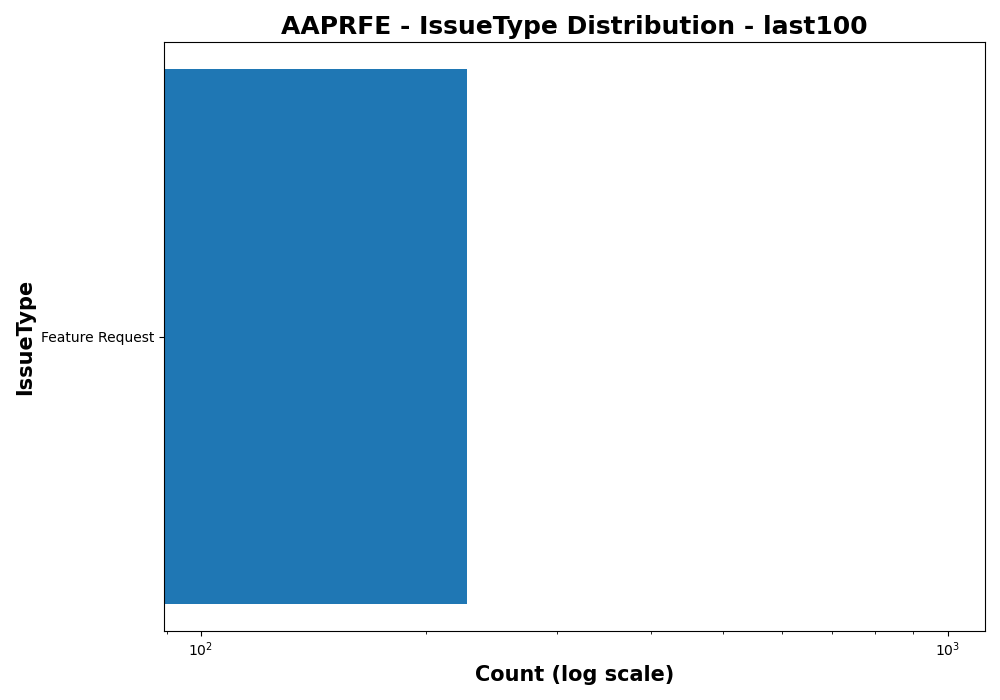 AAPRFE - IssueType Distribution - last100
IssueType
Feature Request
10²
10³
Count (log scale)